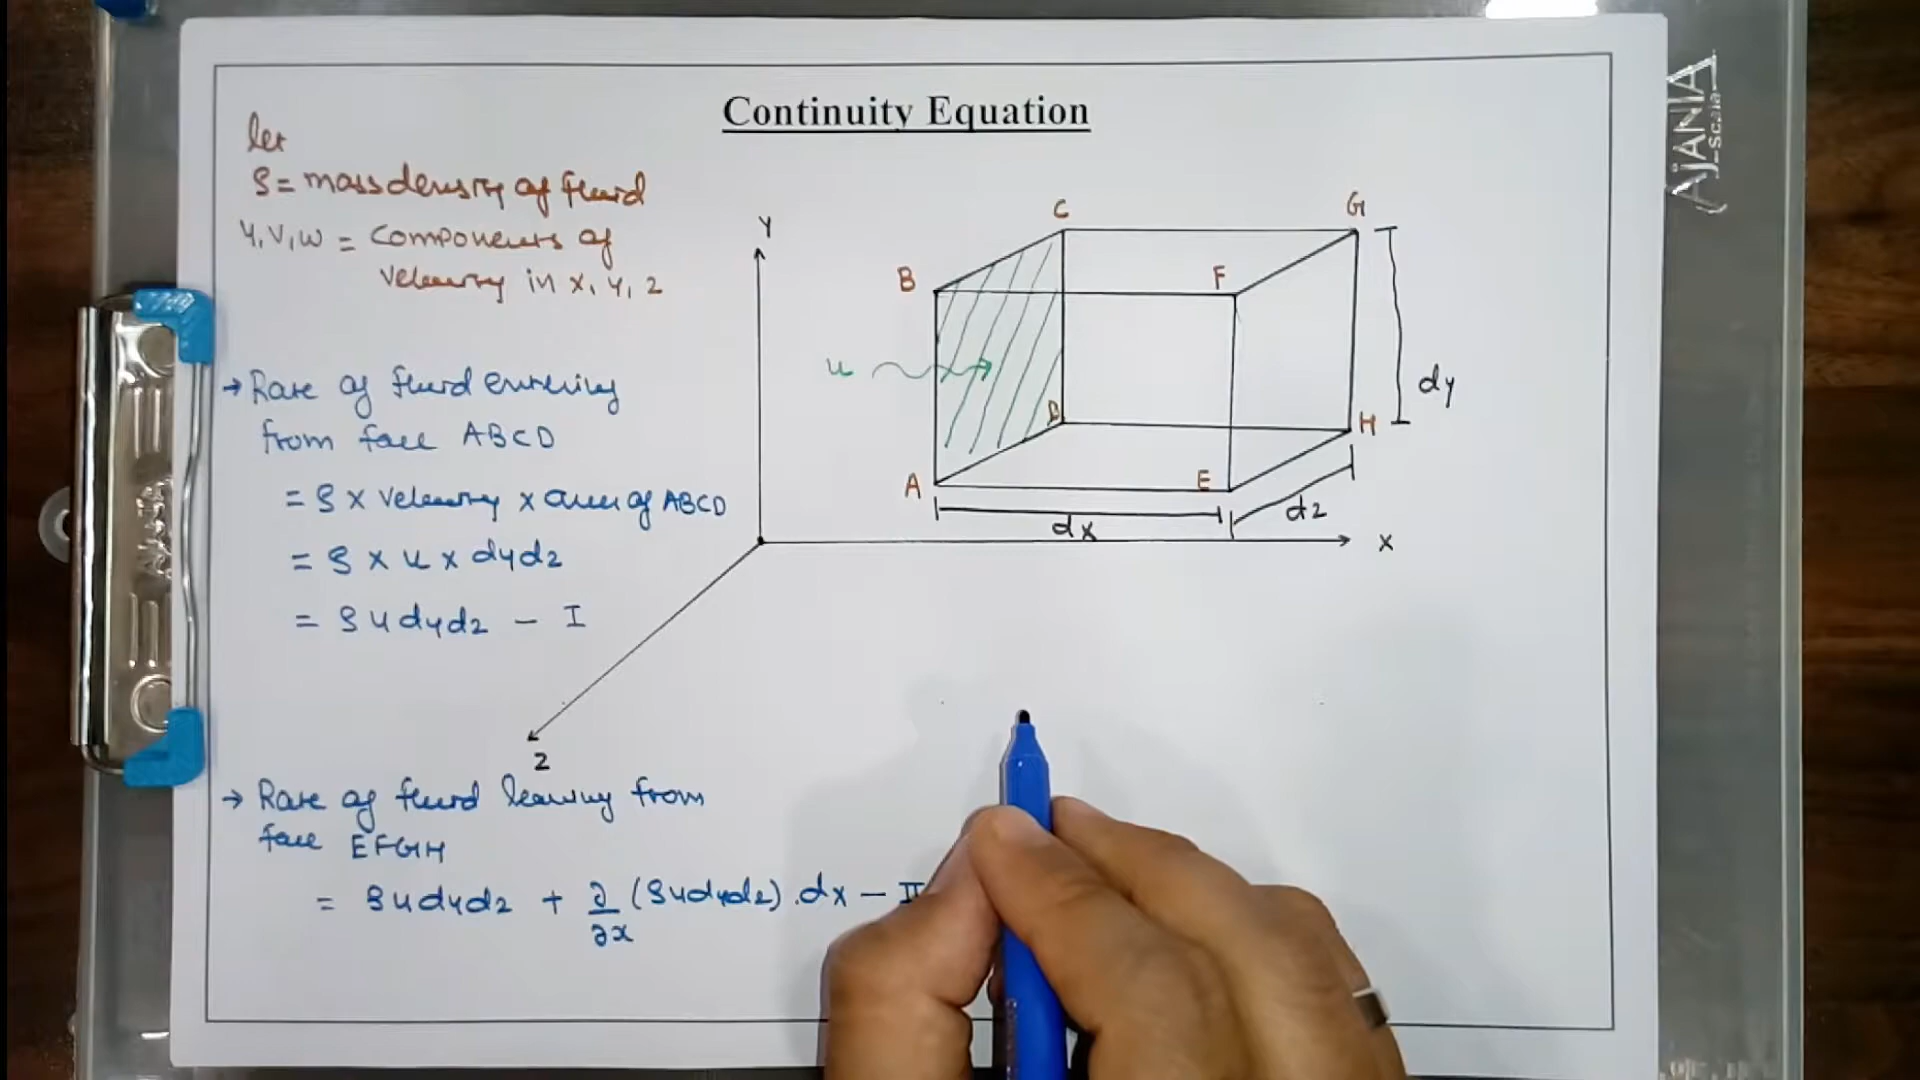 Continuity Equation
let
ρ = mass density of fluid
u, v, w = components of
velocity in x, y, z
→ Rate of fluid entering
from face ABCD
= ρ x velocity x area of ABCD
= ρ x u x dydz
= ρ u dydz - I
→ Rate of fluid leaving from
face EFGH
= ρudydz + ∂/∂x (ρudydz).dx - II
Y
C
G
B
F
u
D
H
dy
A
E
dx
dz
X
Z
AJANTA